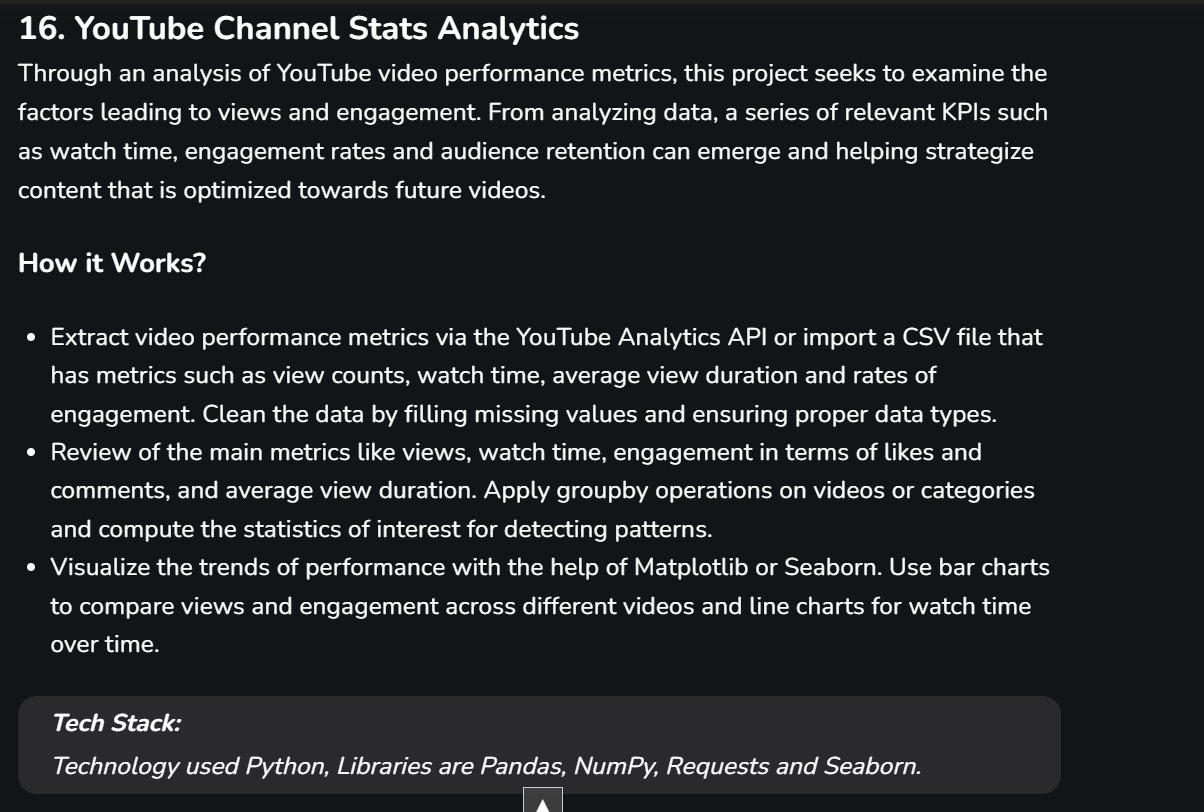 16. YouTube Channel Stats Analytics
Through an analysis of YouTube video performance metrics, this project seeks to examine the
factors leading to views and engagement. From analyzing data, a series of relevant KPIs such
as watch time, engagement rates and audience retention can emerge and helping strategize
content that is optimized towards future videos.
How it Works?
• Extract video performance metrics via the YouTube Analytics API or import a CSV file that
has metrics such as view counts, watch time, average view duration and rates of
engagement. Clean the data by filling missing values and ensuring proper data types.
• Review of the main metrics like views, watch time, engagement in terms of likes and
comments, and average view duration. Apply groupby operations on videos or categories
and compute the statistics of interest for detecting patterns.
• Visualize the trends of performance with the help of Matplotlib or Seaborn. Use bar charts
to compare views and engagement across different videos and line charts for watch time
over time.
Tech Stack:
Technology used Python, Libraries are Pandas, NumPy, Requests and Seaborn.